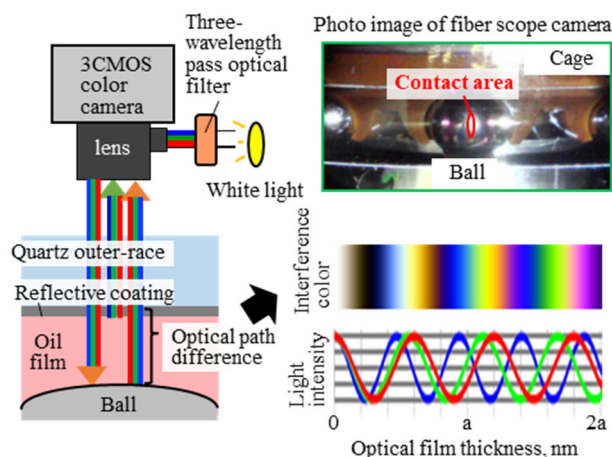 Three-
wavelength
pass optical
filter
3CMOS
color
camera
lens
White light
Quartz outer-race
Reflective coating
Oil
film
Optical path
difference
Ball
Photo image of fiber scope camera
Cage
Contact area
Ball
Interference
color
Light
intensity
0
a
2a
Optical film thickness, nm